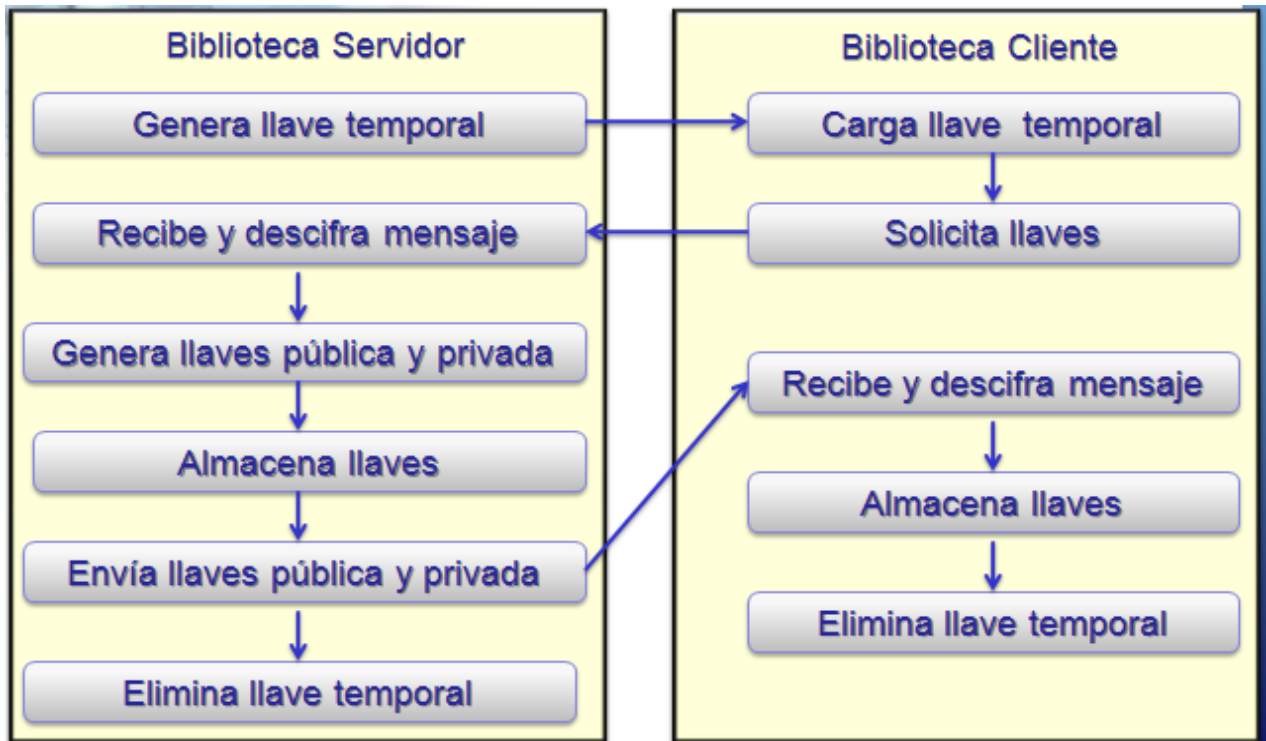 Biblioteca Servidor
Genera llave temporal
Recibe y descifra mensaje
Genera llaves pública y privada
Almacena llaves
Envía llaves pública y privada
Elimina llave temporal
Biblioteca Cliente
Carga llave temporal
Solicita llaves
Recibe y descifra mensaje
Almacena llaves
Elimina llave temporal